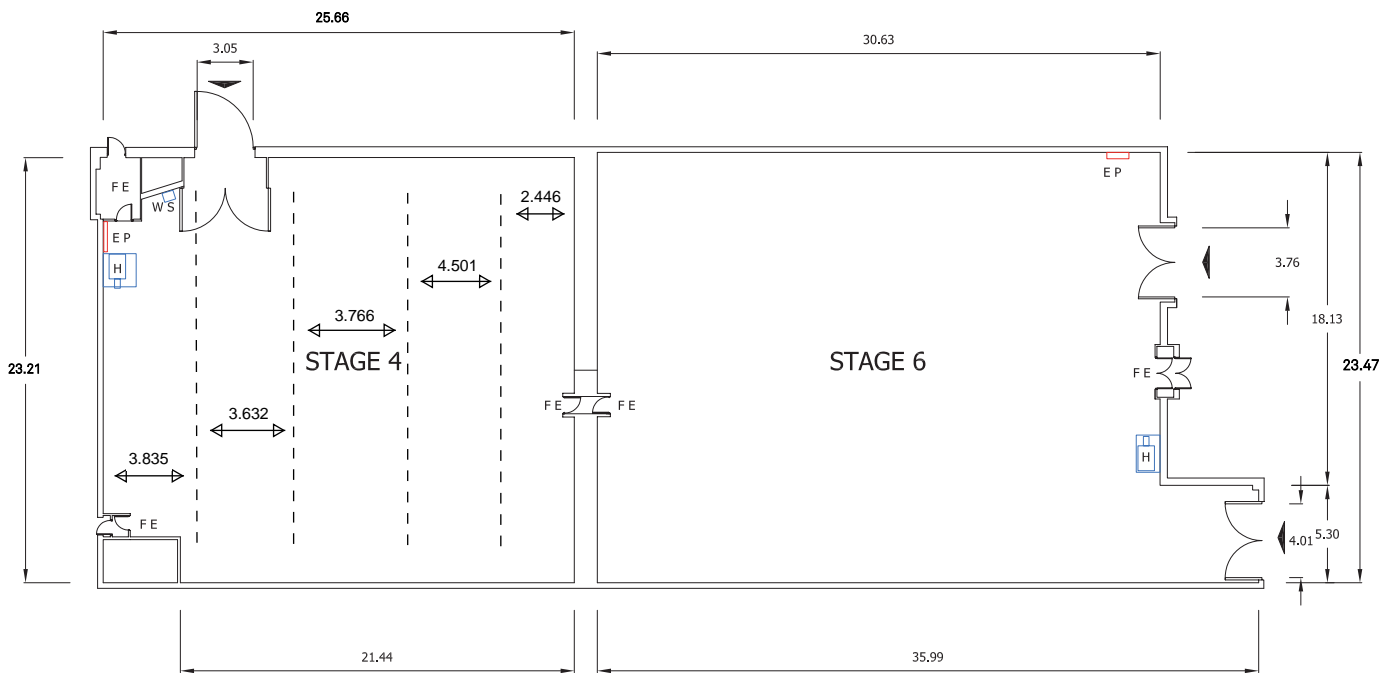 25.66
30.63
3.05
F E
E P
W S
2.446
E P
H
4.501
3.76
3.766
18.13
STAGE 4
STAGE 6
23.21
23.47
F E
F E
F E
3.632
3.835
H
F E
4.01
5.30
21.44
35.99